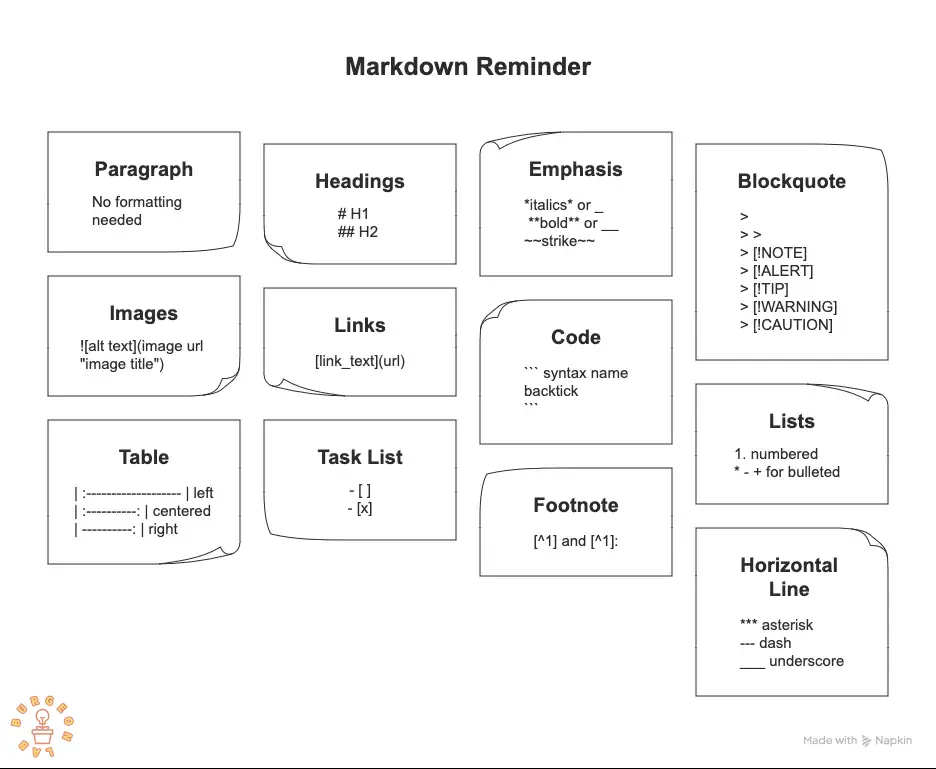 Markdown Reminder
Paragraph
No formatting
needed
Headings
# H1
## H2
Emphasis
*italics* or _
**bold** or __
~~strike~~
Blockquote
>
> >
> [!NOTE]
> [!ALERT]
> [!TIP]
> [!WARNING]
> [!CAUTION]
Images
![alt text](image url
"image title")
Links
[link_text](url)
Code
``` syntax name
backtick
```
Lists
1. numbered
* - + for bulleted
Table
| :------------------- | left
| :----------: | centered
| ----------: | right
Task List
- [ ]
- [x]
Footnote
[^1] and [^1]:
Horizontal
Line
*** asterisk
--- dash
___ underscore
BURGEON
LAB
Made with Napkin